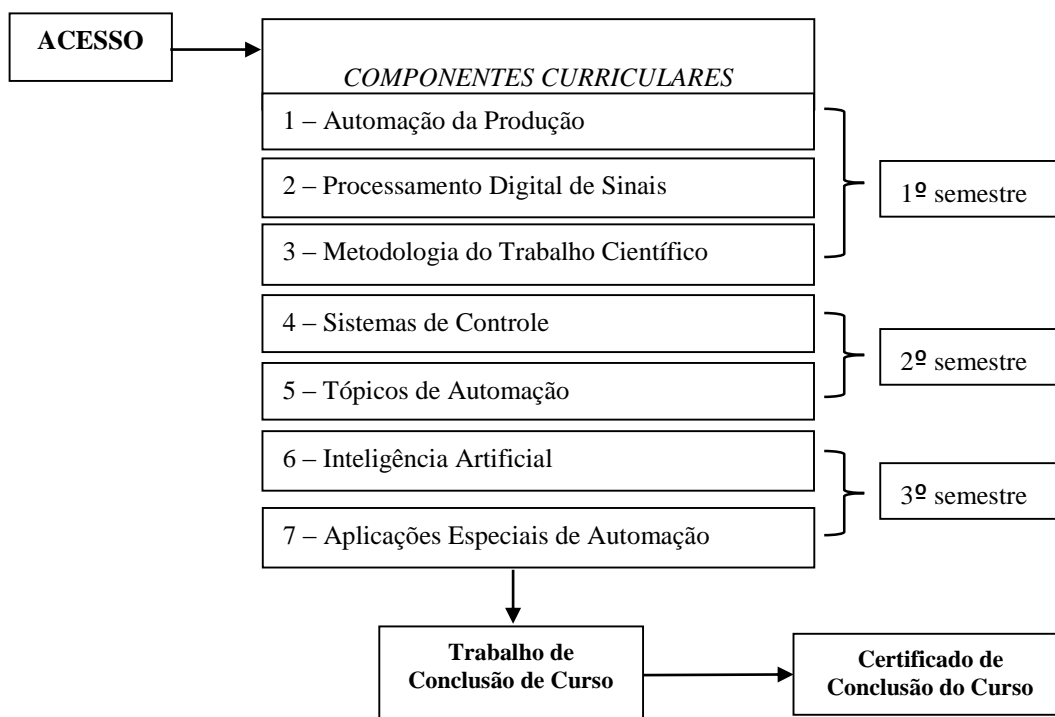 ACESSO
COMPONENTES CURRICULARES
1 – Automação da Produção
2 – Processamento Digital de Sinais
3 – Metodologia do Trabalho Científico
1º semestre
4 – Sistemas de Controle
5 – Tópicos de Automação
2º semestre
6 – Inteligência Artificial
7 – Aplicações Especiais de Automação
3º semestre
Trabalho de
Conclusão de Curso
Certificado de
Conclusão do Curso